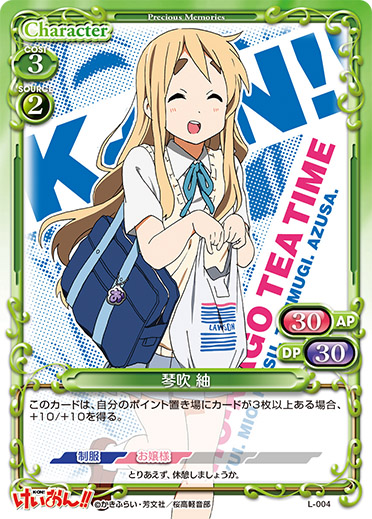 Precious Memories
Character
COST
3
SOURCE
2
K-ON!
GO TEA TIME
MUGI. AZUSA.
LAWSON
30 AP
DP 30
琴吹 紬
このカードは、自分のポイント置き場にカードが3枚以上ある場合、
+10/+10を得る。
制服 お嬢様
とりあえず、休憩しましょうか。
K-ON!
けいおん!!
©かきふらい・芳文社/桜高軽音部
L-004